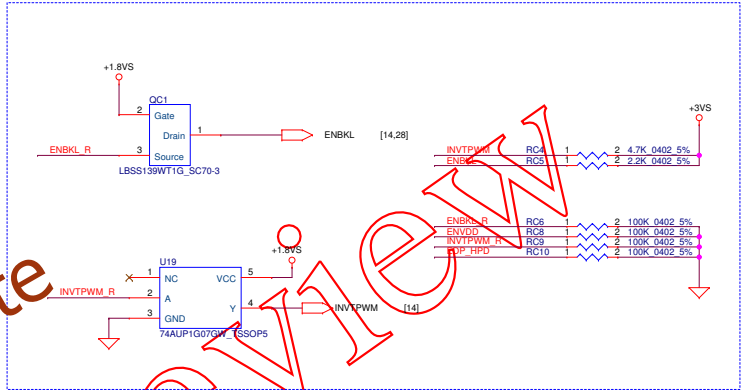 +1.8VS
QC1
2 Gate
Drain 1
ENBKL [14,28]
ENBKL_R 3 Source
LBSS139WT1G_SC70-3
+3VS
INVTPWM RC4 1 2 4.7K_0402_5%
RC5 1 2 2.2K_0402_5%
ENBKL_R RC6 1 2 100K_0402_5%
ENVDD RC8 1 2 100K_0402_5%
INVTPWM_R RC9 1 2 100K_0402_5%
EDP_HPD RC10 1 2 100K_0402_5%
+1.8VS
U19
1 NC VCC 5
INVTPWM_R 2 A
Y 4 INVTPWM [14]
3 GND
74AUP1G07GW_TSSOP5
te
view